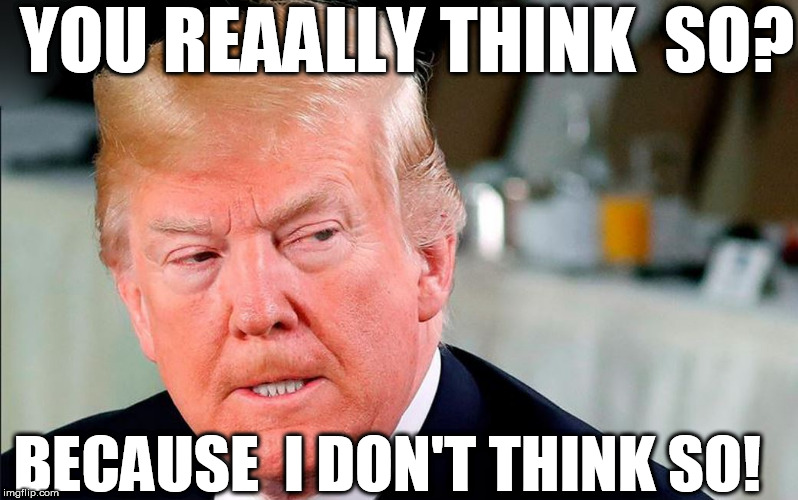 YOU REAALLY THINK SO?
BECAUSE I DON'T THINK SO!
imgflip.com